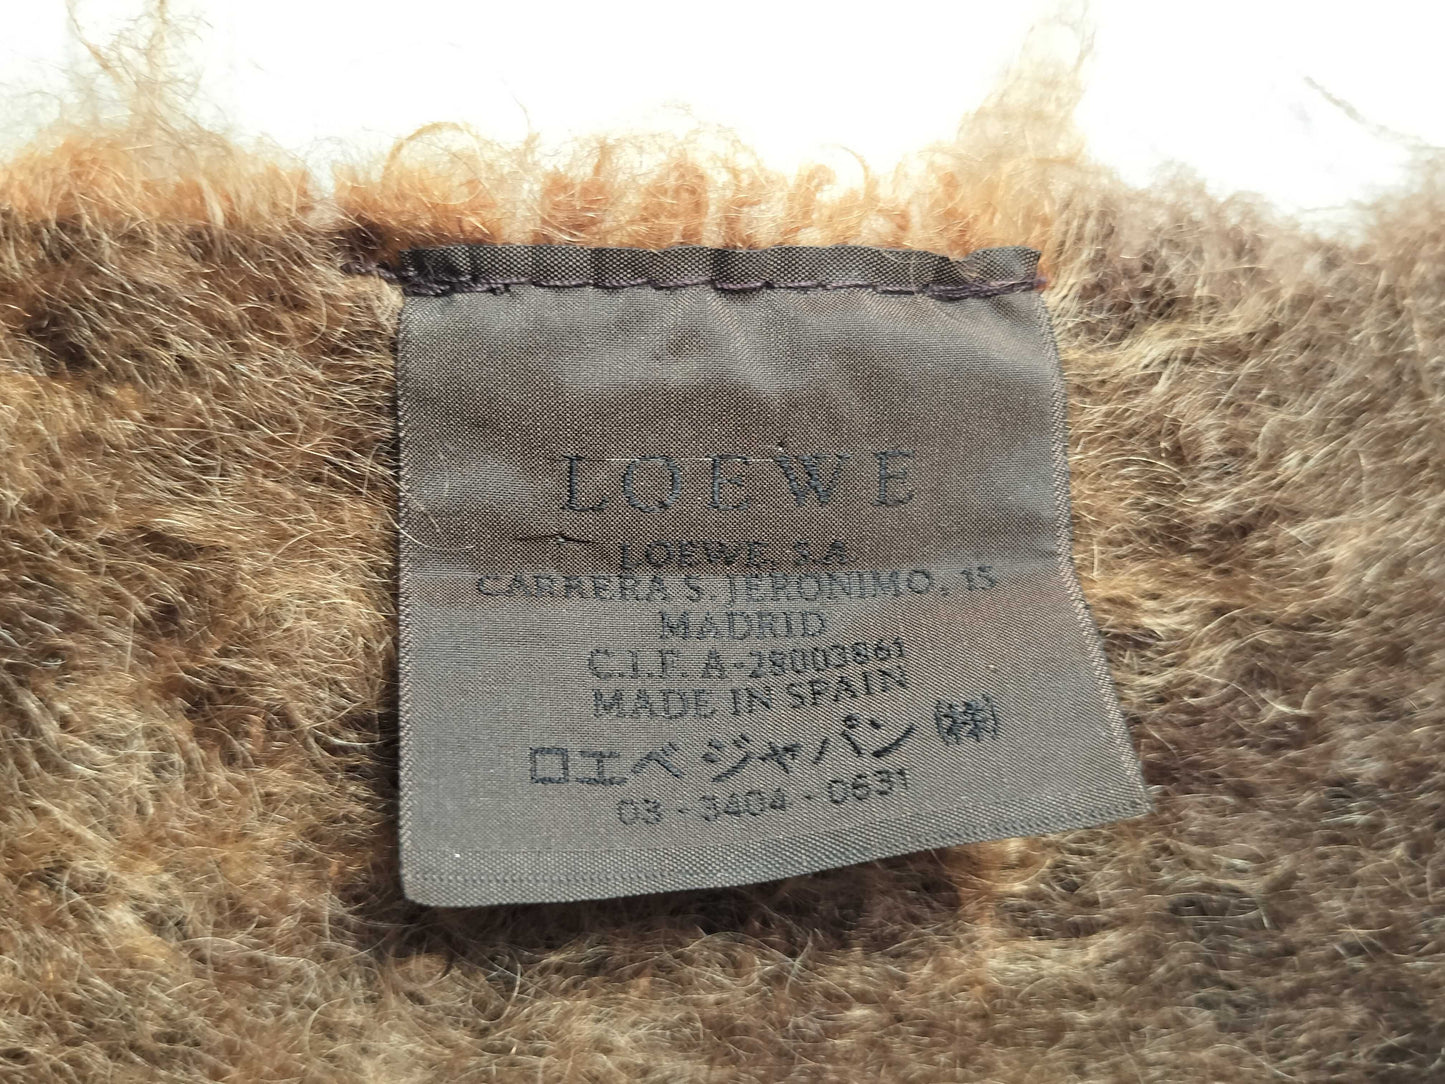 LOEWE
LOEWE, S.A.
CARRERA S. JERONIMO, 15
MADRID
C.I.F. A-28003861
MADE IN SPAIN
ロエベ ジャパン ㈱
03 - 3404 - 0631